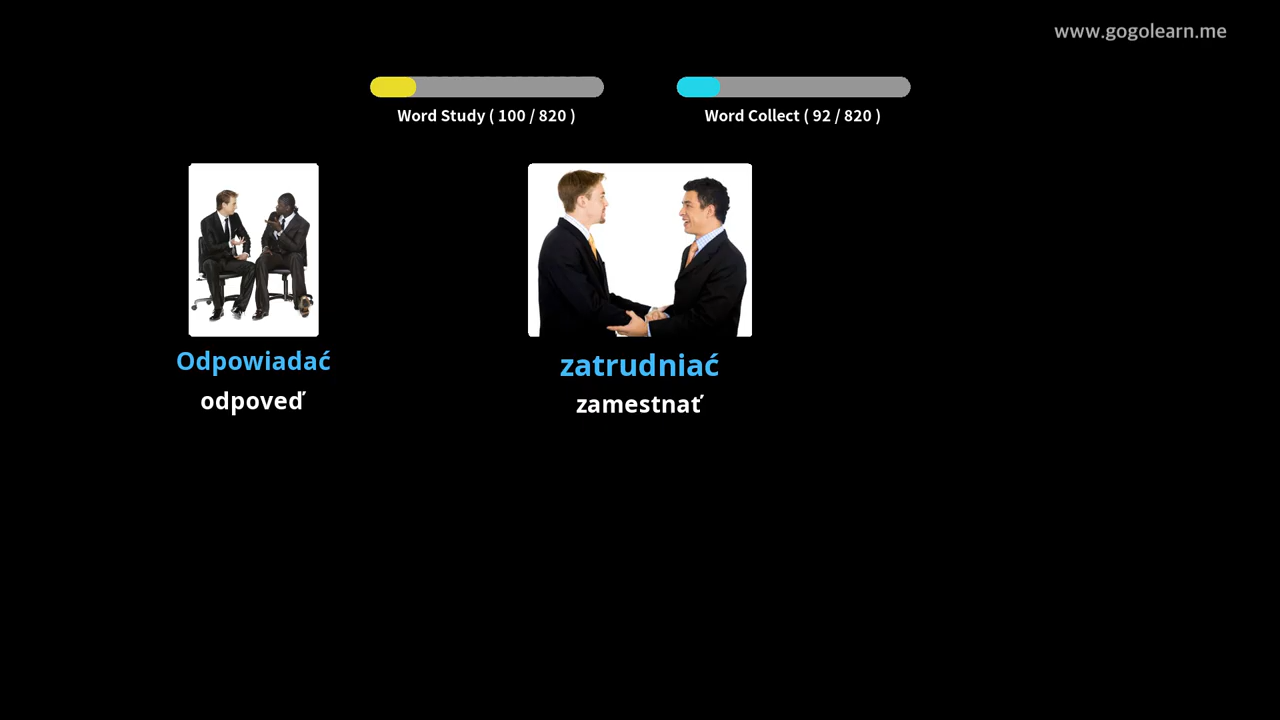 www.gogolearn.me
Word Study ( 100 / 820 )
Word Collect ( 92 / 820 )
Odpowiadać
odpoveď
zatrudniać
zamestnať